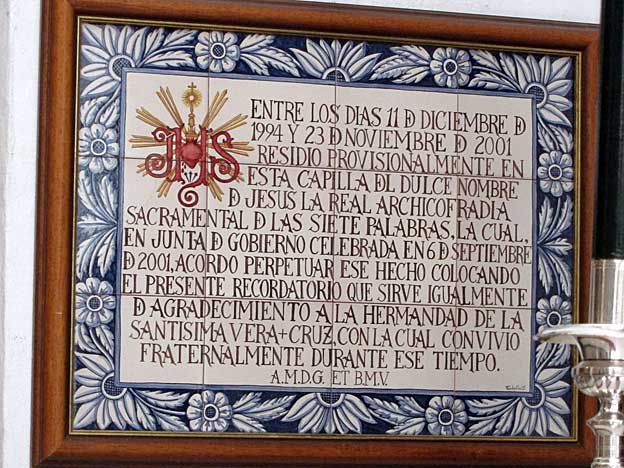 JHS
ENTRE LOS DIAS 11 D DICIEMBRE D
1994 Y 23 D NOVIEMBRE D 2001
RESIDIO PROVISIONALMENTE EN
ESTA CAPILLA DL DULCE NOMBRE
D JESUS LA REAL ARCHICOFRADIA
SACRAMENTAL D LAS SIETE PALABRAS, LA CUAL,
EN JUNTA D GOBIERNO CELEBRADA EN 6 D SEPTIEMBRE
D 2001, ACORDO PERPETUAR ESE HECHO COLOCANDO
EL PRESENTE RECORDATORIO QUE SIRVE IGUALMENTE
D AGRADECIMIENTO A LA HERMANDAD DE LA
SANTISIMA VERA+CRUZ, CON LA CUAL CONVIVIO
FRATERNALMENTE DURANTE ESE TIEMPO.
A.M.D.G. ET B.M.V.